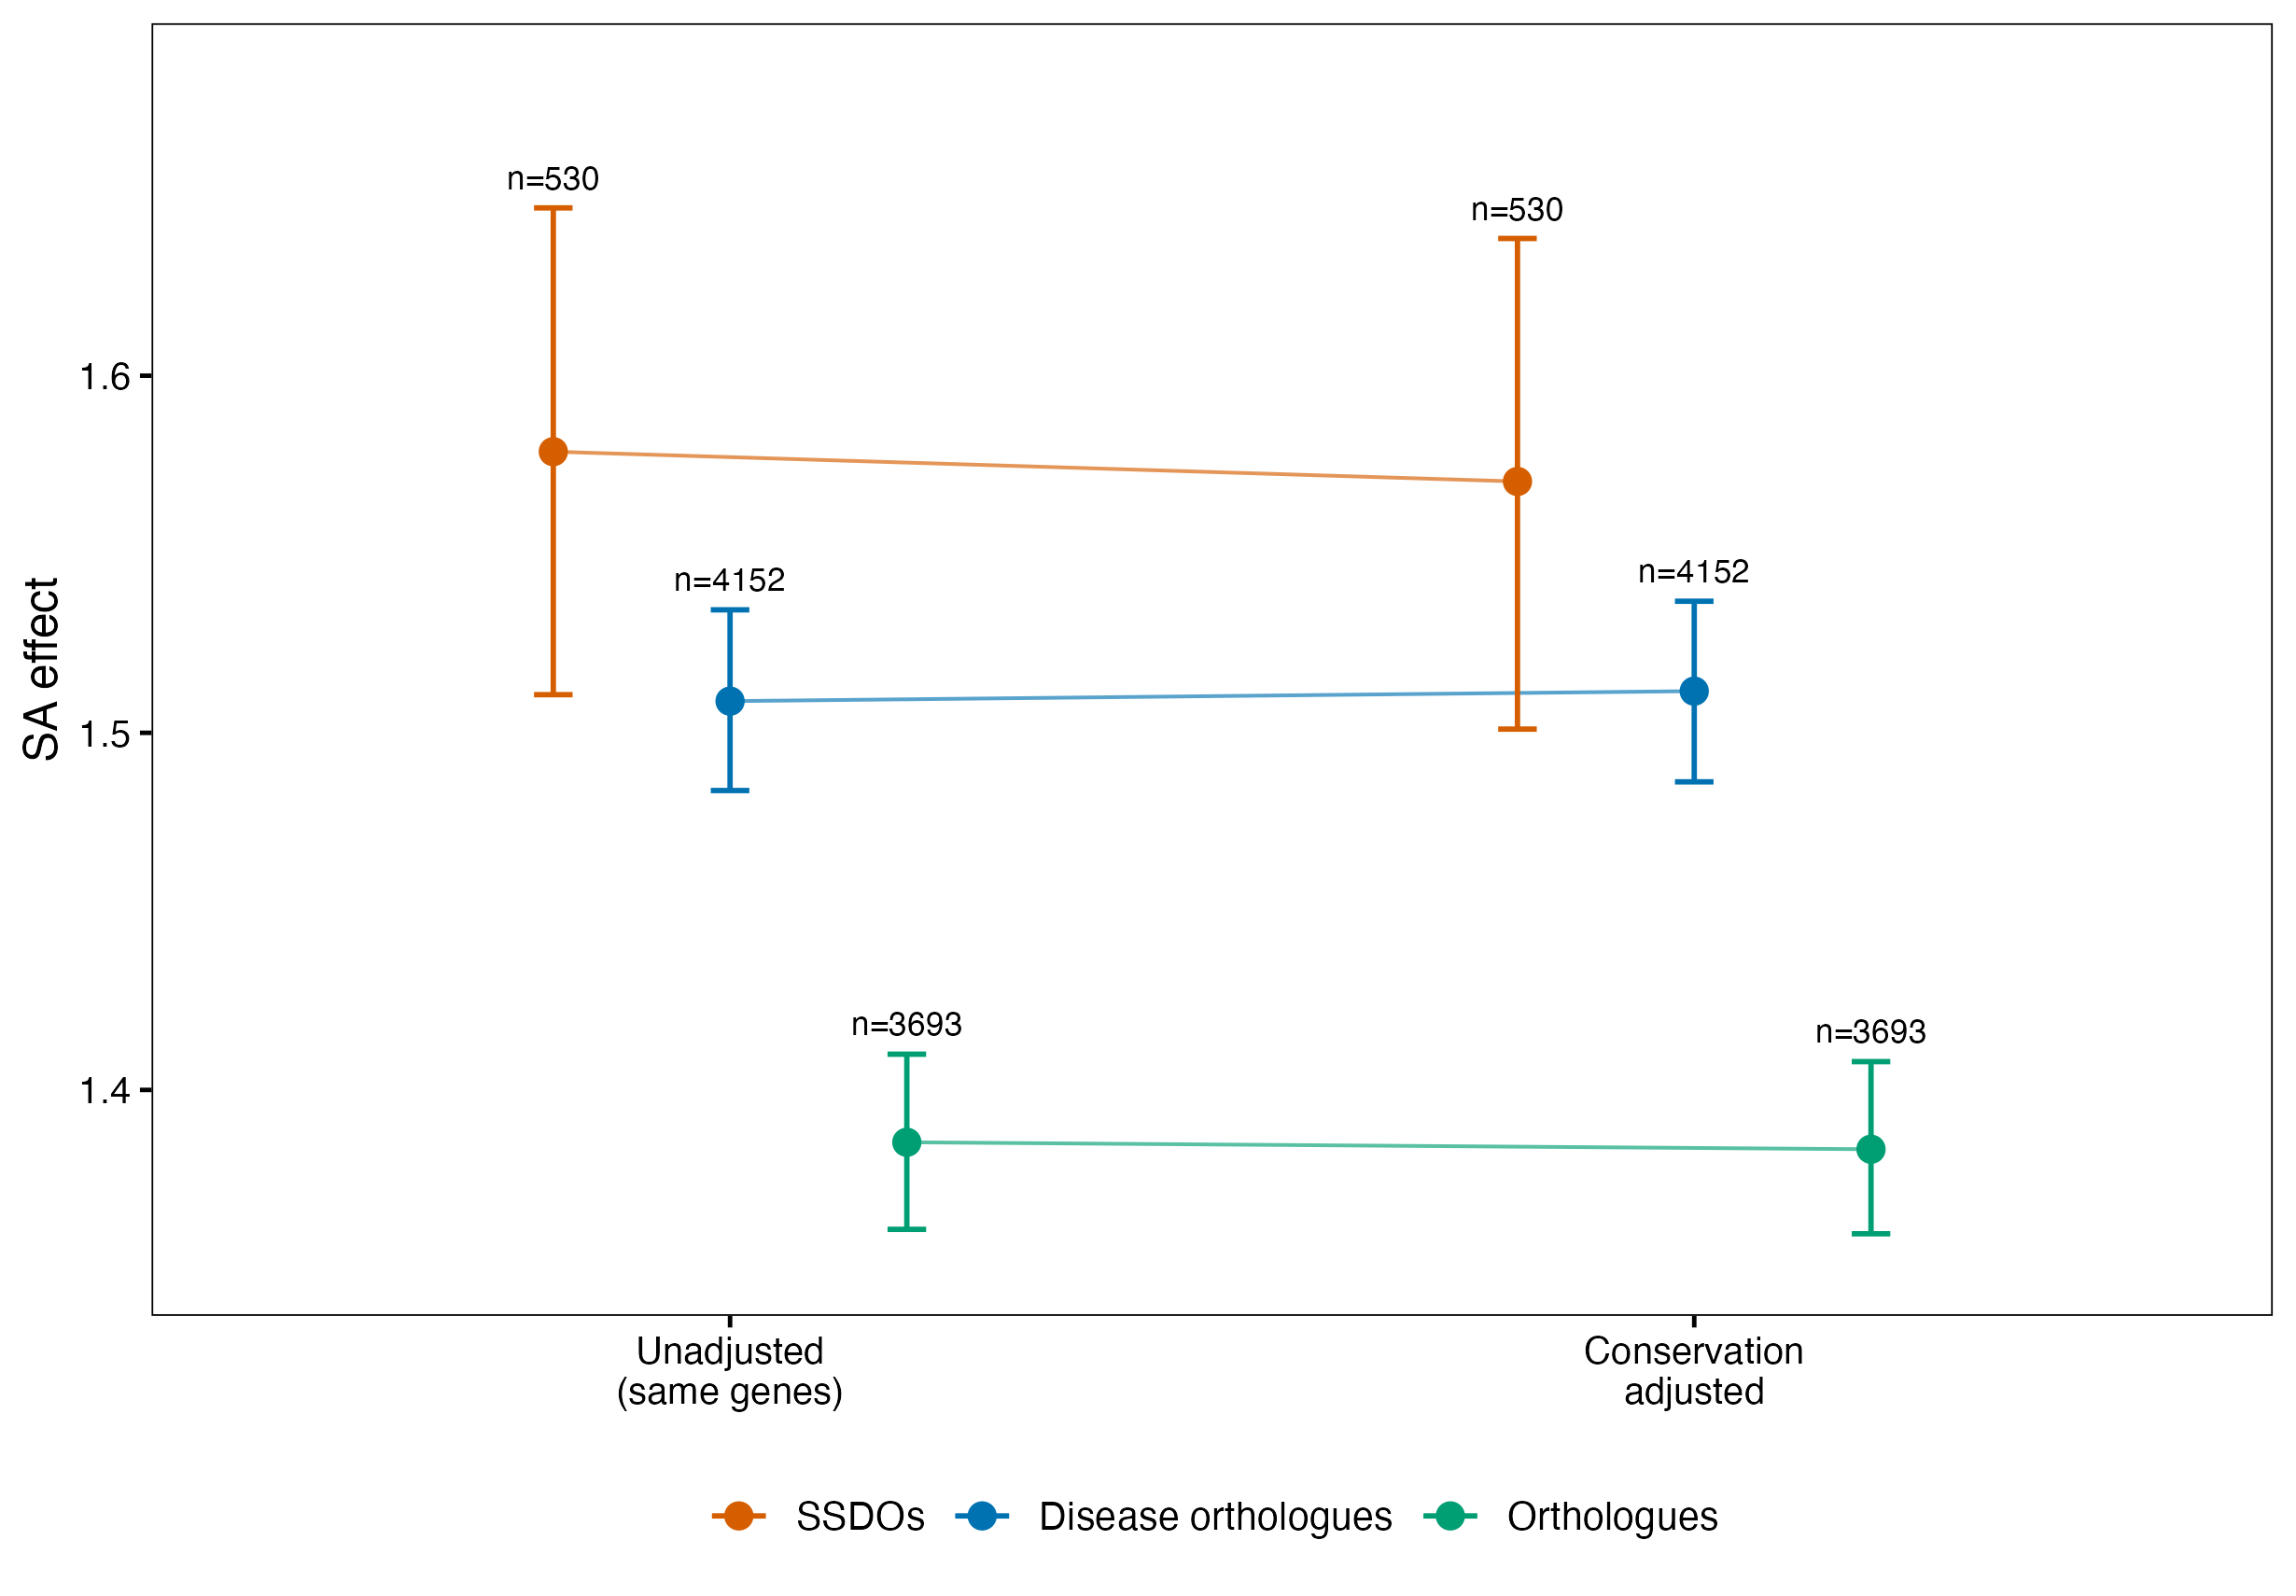 n=530
n=530
n=4152
n=4152
n=3693
n=3693
SA effect
1.6
1.5
1.4
Unadjusted
(same genes)
Conservation
adjusted
SSDOs
Disease orthologues
Orthologues